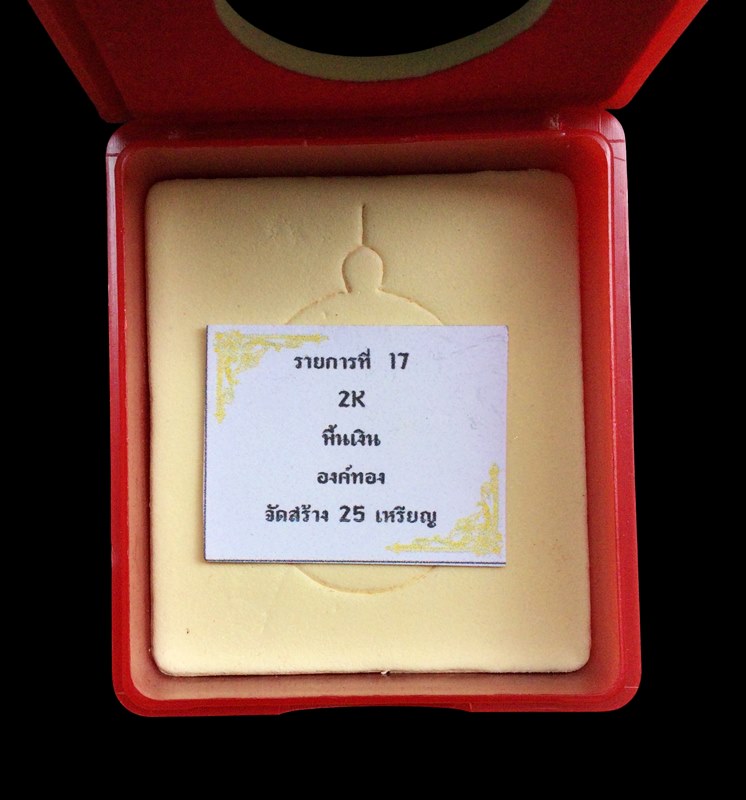 รายการที่ 17
2K
พื้นเงิน
องค์ทอง
จัดสร้าง 25 เหรียญ